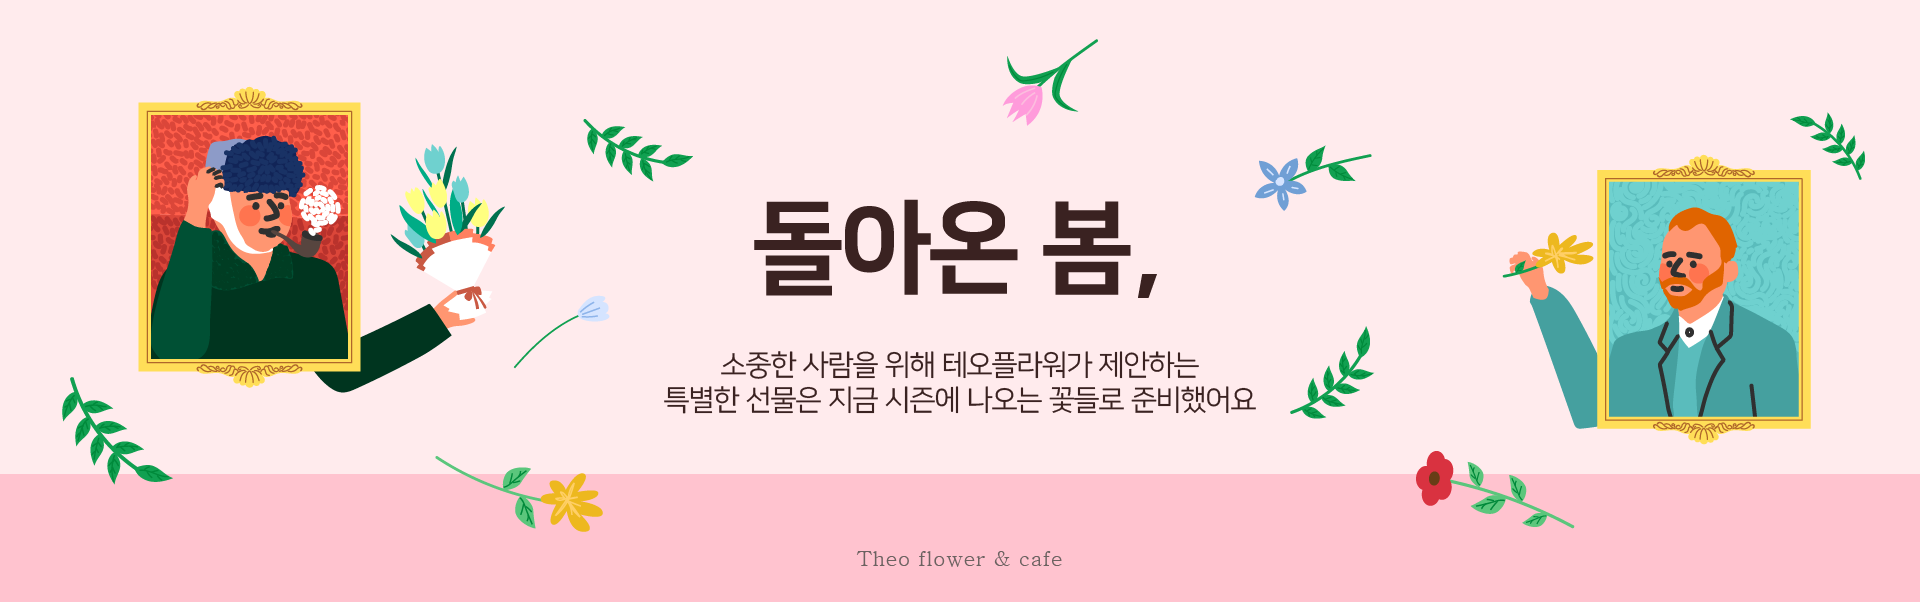 돌아온 봄,
소중한 사람을 위해 테오플라워가 제안하는
특별한 선물은 지금 시즌에 나오는 꽃들로 준비했어요
Theo flower & cafe